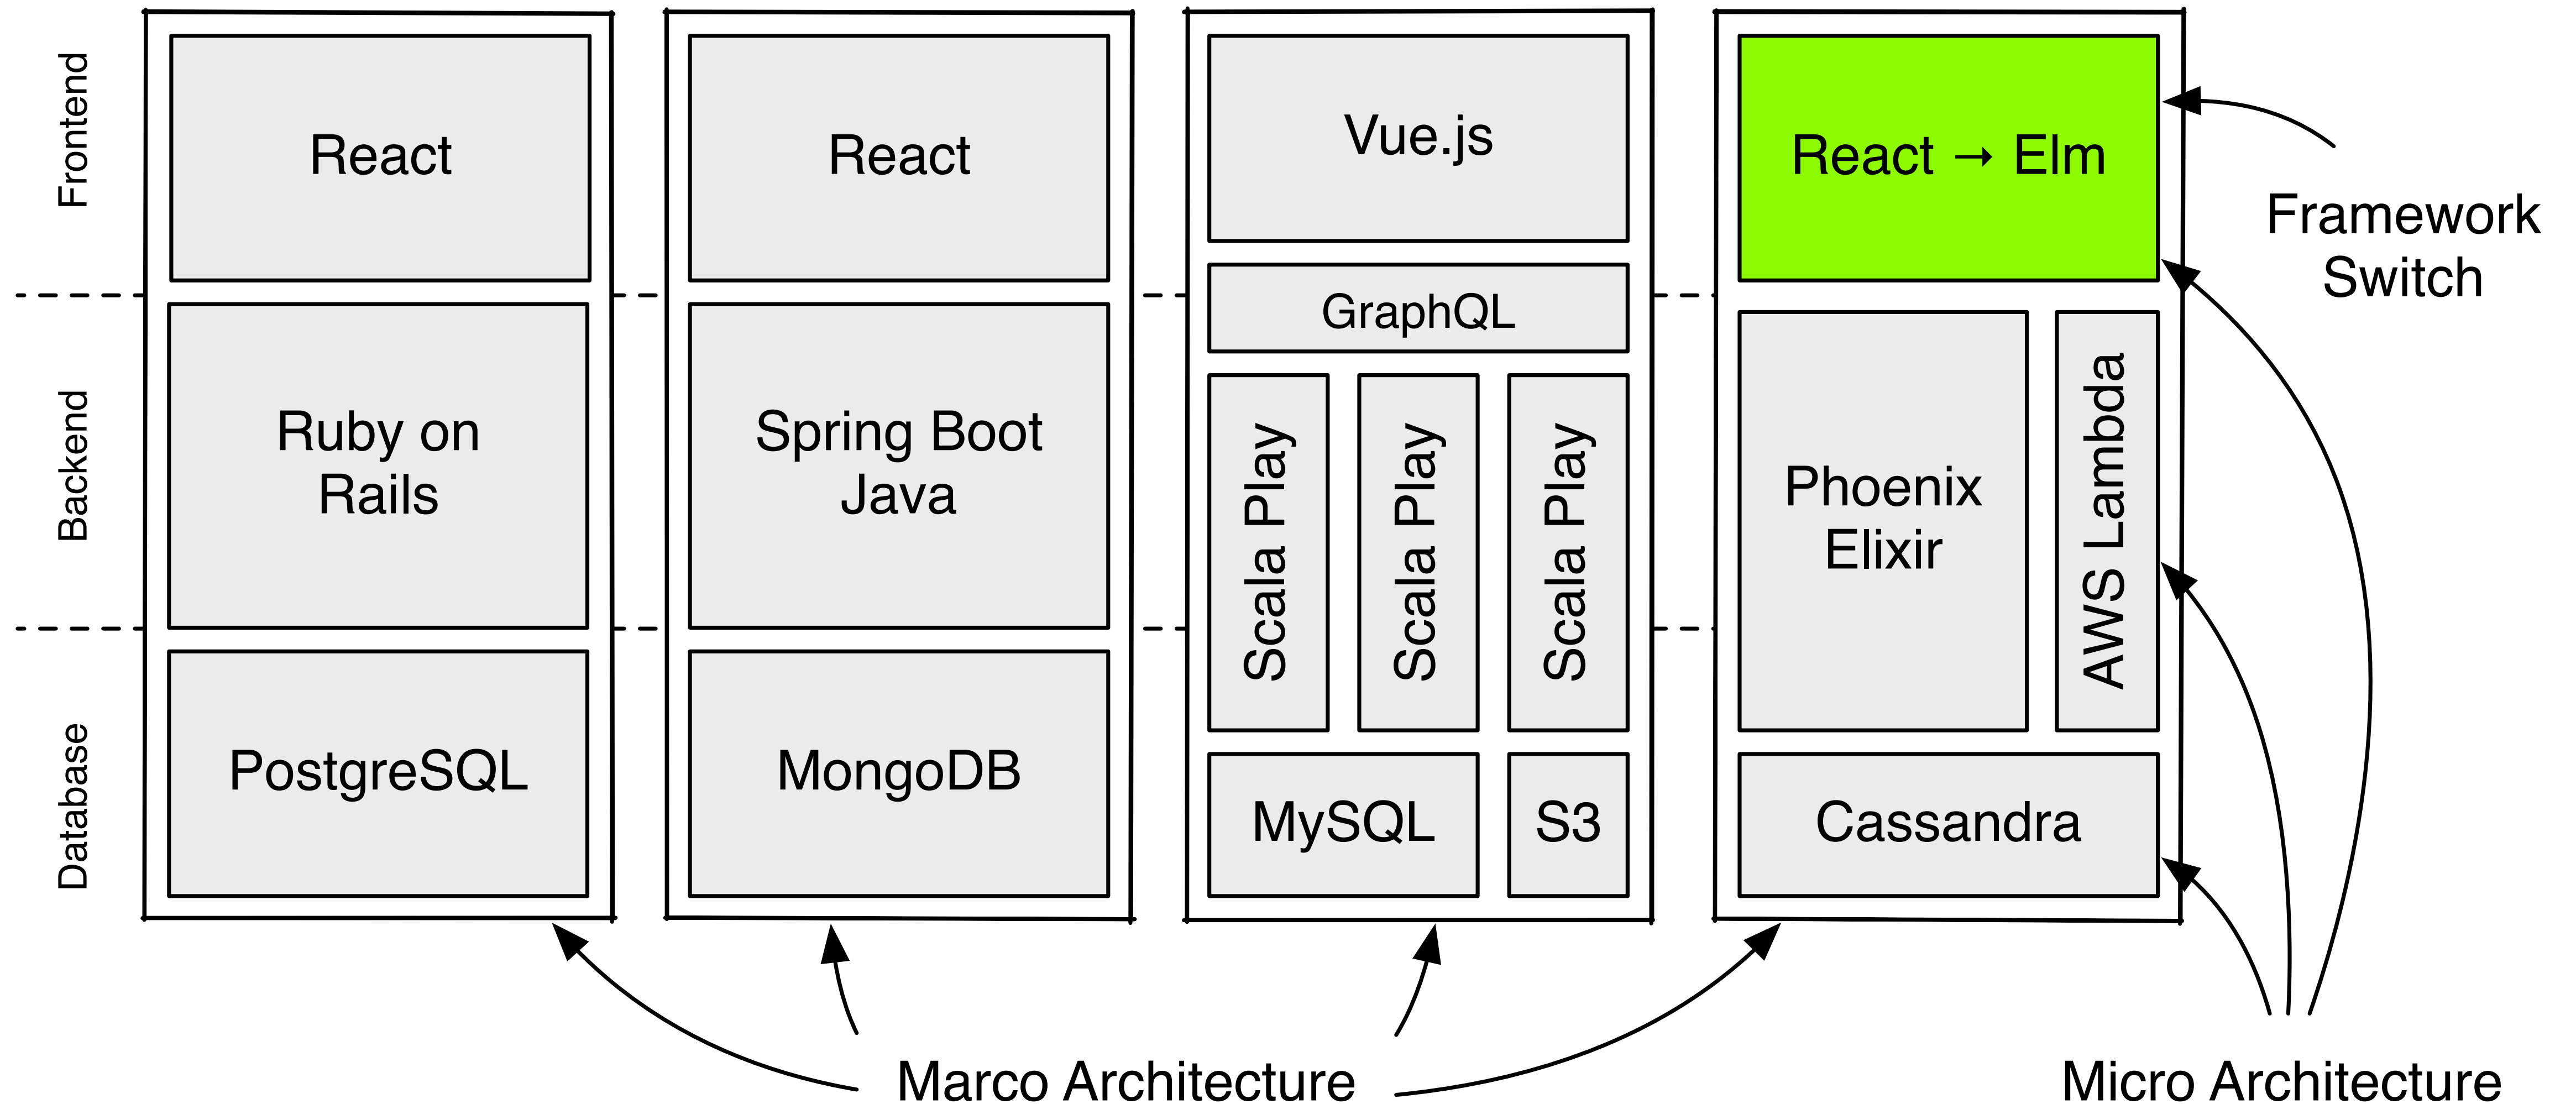 Frontend
Backend
Database
React
Ruby on
Rails
PostgreSQL
React
Spring Boot
Java
MongoDB
Vue.js
GraphQL
Scala Play
Scala Play
Scala Play
MySQL
S3
React → Elm
Phoenix
Elixir
AWS Lambda
Cassandra
Framework
Switch
Marco Architecture
Micro Architecture